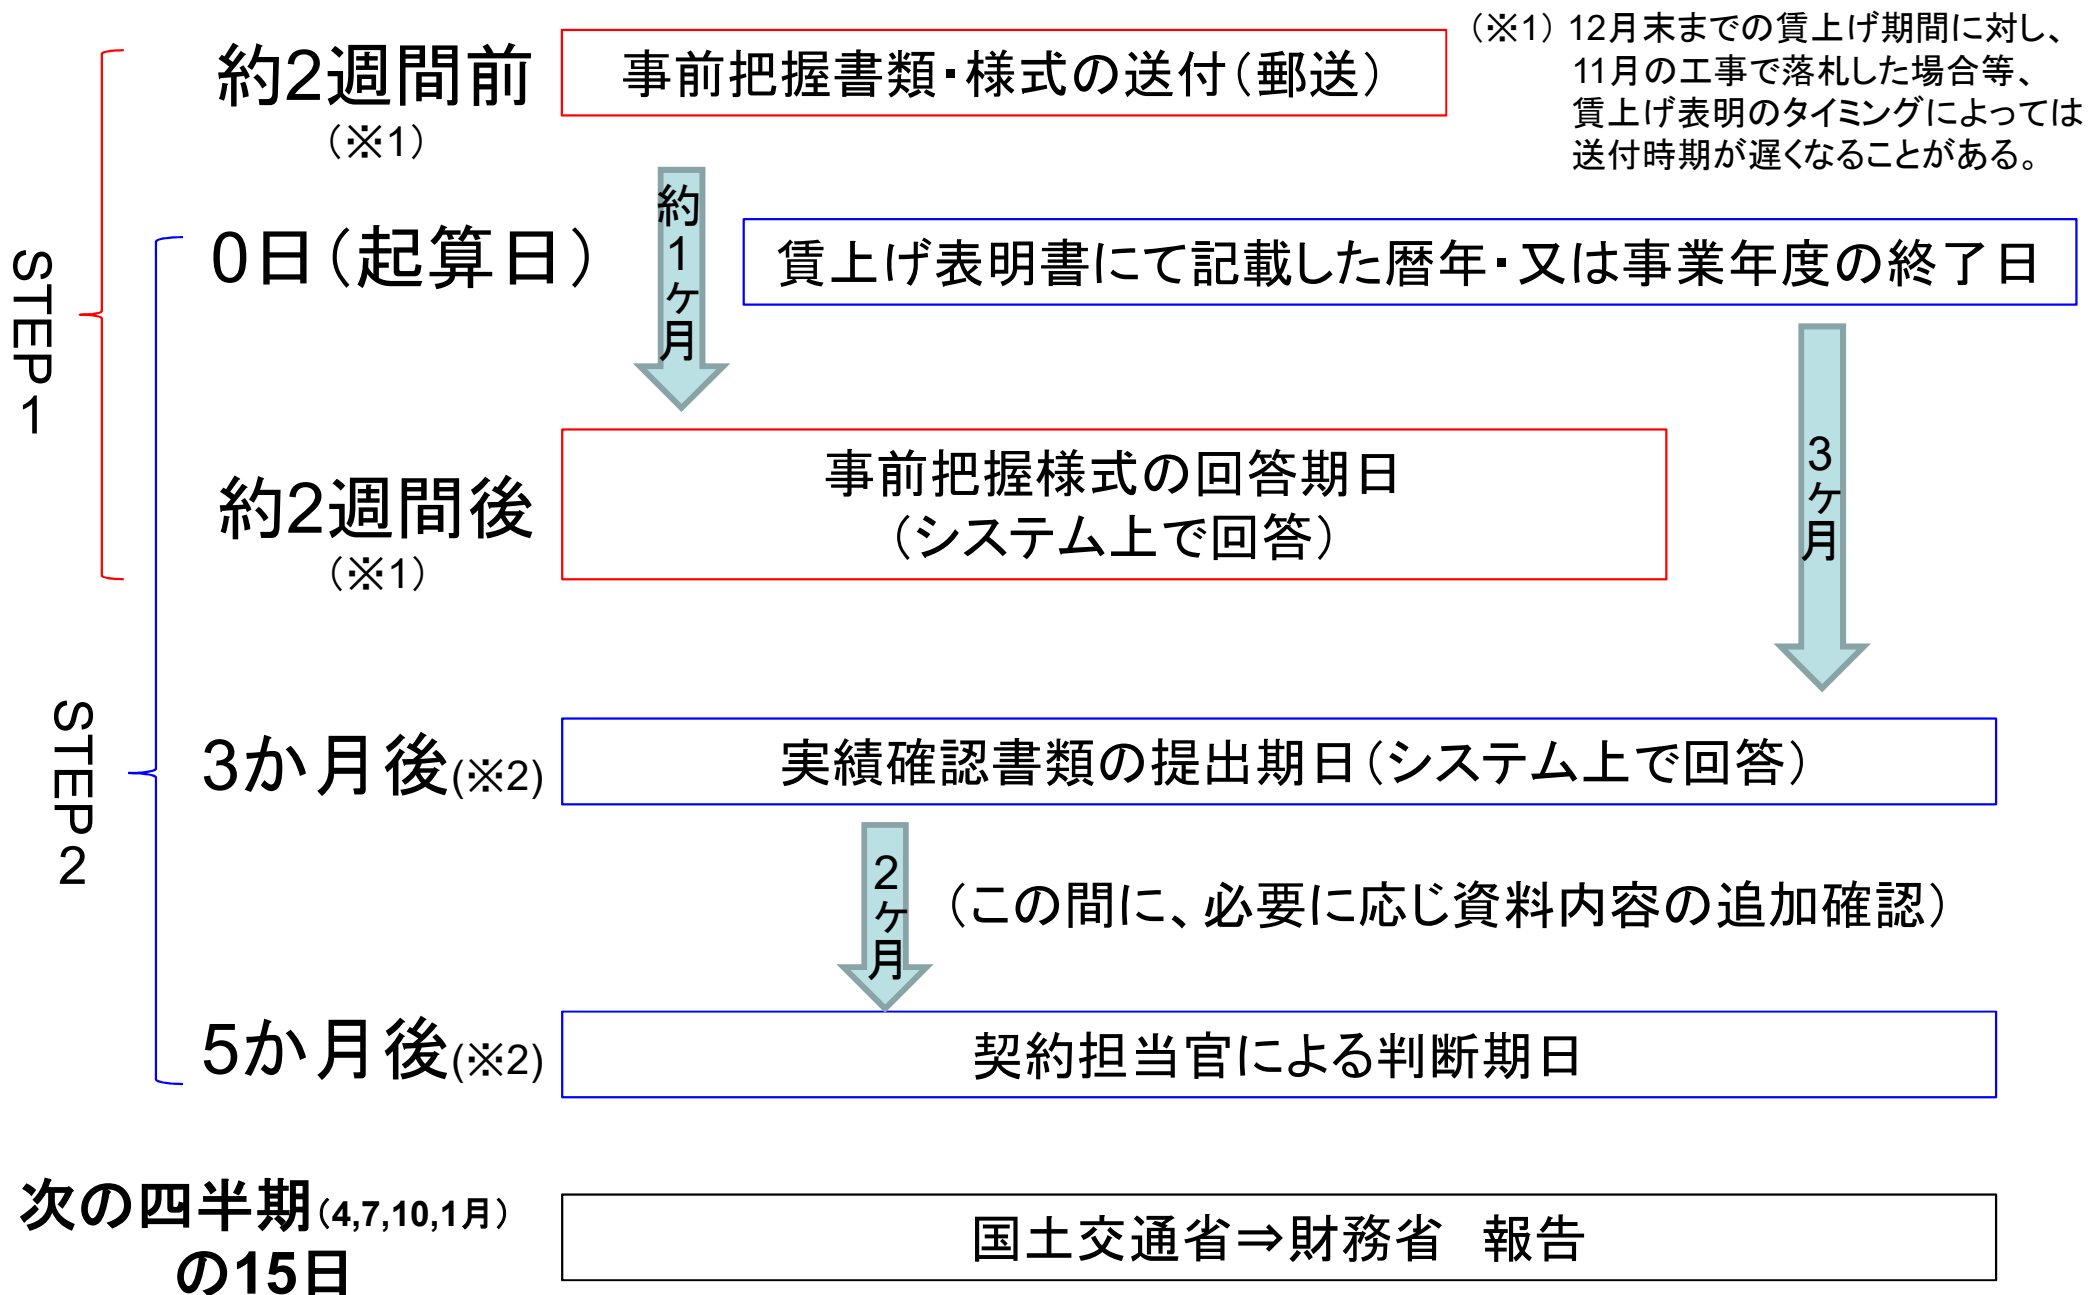 約2週間前
（※1）
事前把握書類・様式の送付（郵送）
（※1）12月末までの賃上げ期間に対し、
11月の工事で落札した場合等、
賃上げ表明のタイミングによっては
送付時期が遅くなることがある。
STEP1
約1ヶ月
0日（起算日）
賃上げ表明書にて記載した暦年・又は事業年度の終了日
3ヶ月
約2週間後
（※1）
事前把握様式の回答期日
（システム上で回答）
STEP2
3か月後(※2)
実績確認書類の提出期日（システム上で回答）
2ヶ月
（この間に、必要に応じ資料内容の追加確認）
5か月後(※2)
契約担当官による判断期日
次の四半期（4,7,10,1月）
の15日
国土交通省⇒財務省　報告